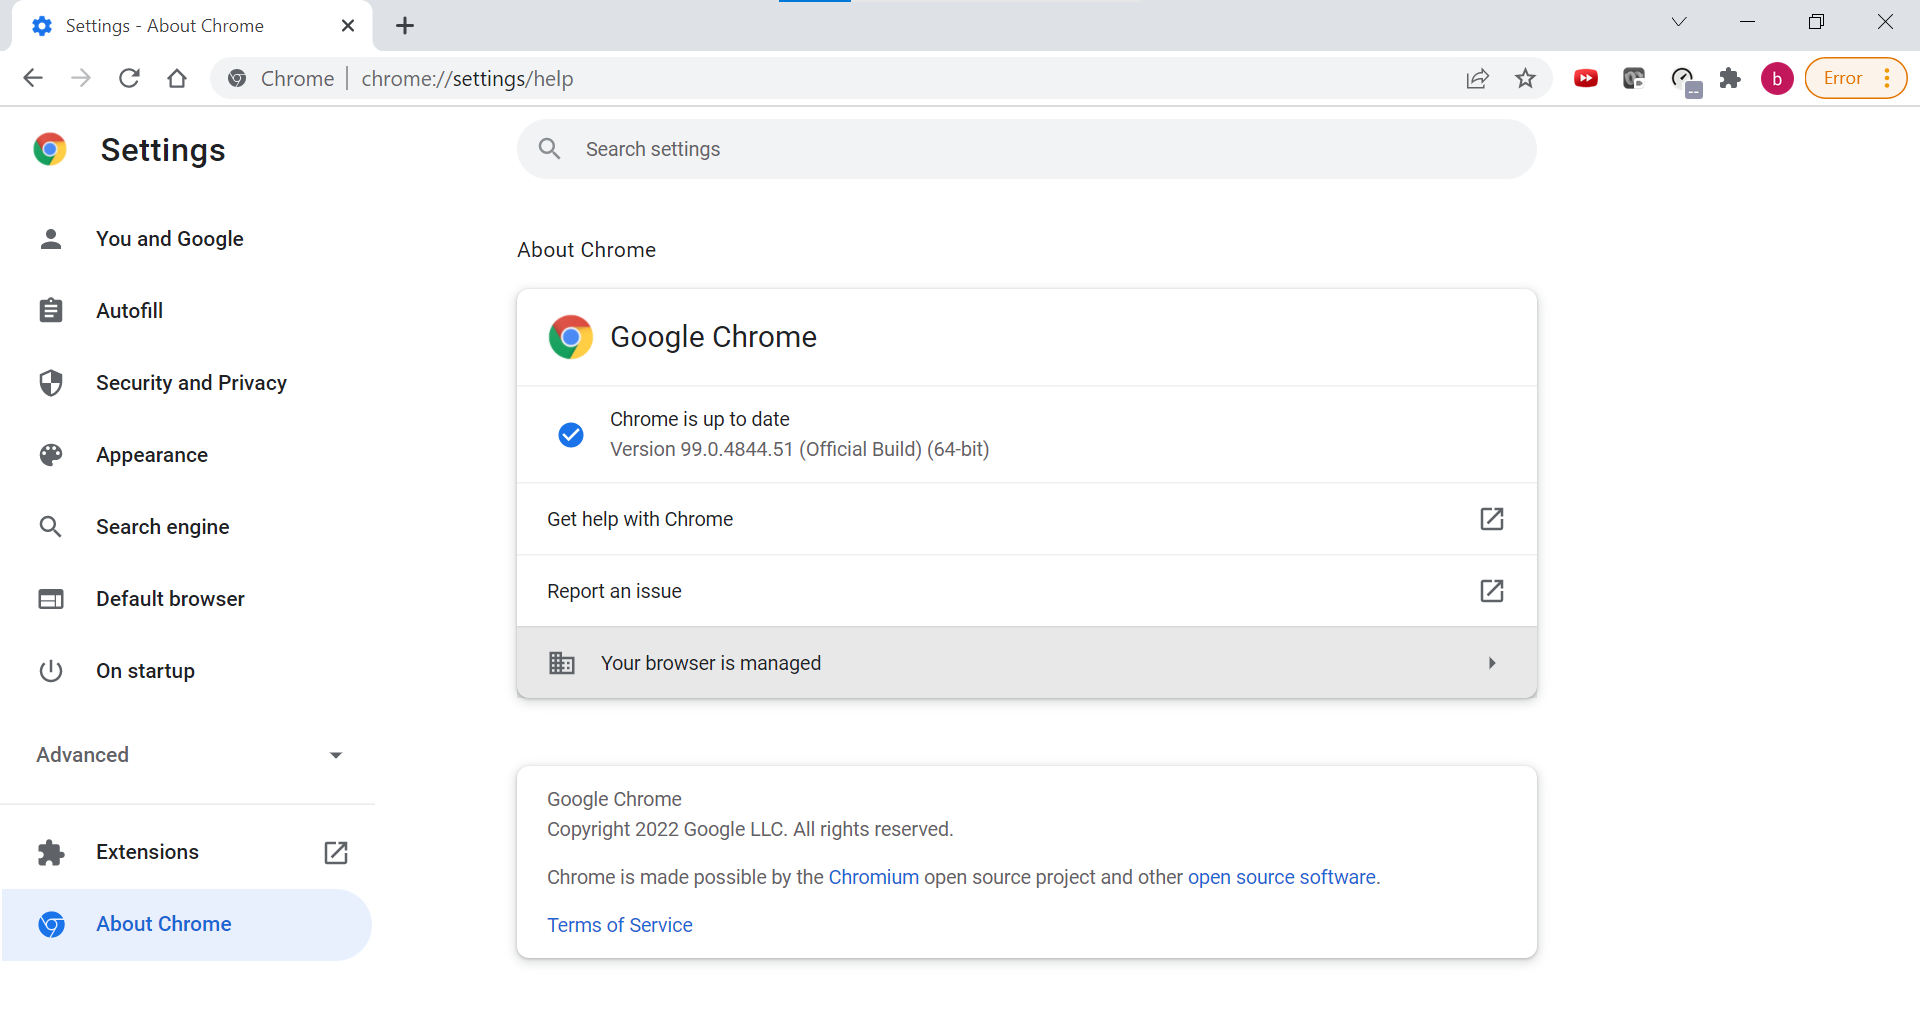 Settings - About Chrome
Chrome | chrome://settings/help
b
Error
Settings
Search settings
You and Google
Autofill
Security and Privacy
Appearance
Search engine
Default browser
On startup
Advanced
Extensions
About Chrome
About Chrome
Google Chrome
Chrome is up to date
Version 99.0.4844.51 (Official Build) (64-bit)
Get help with Chrome
Report an issue
Your browser is managed
Google Chrome
Copyright 2022 Google LLC. All rights reserved.
Chrome is made possible by the Chromium open source project and other open source software.
Terms of Service